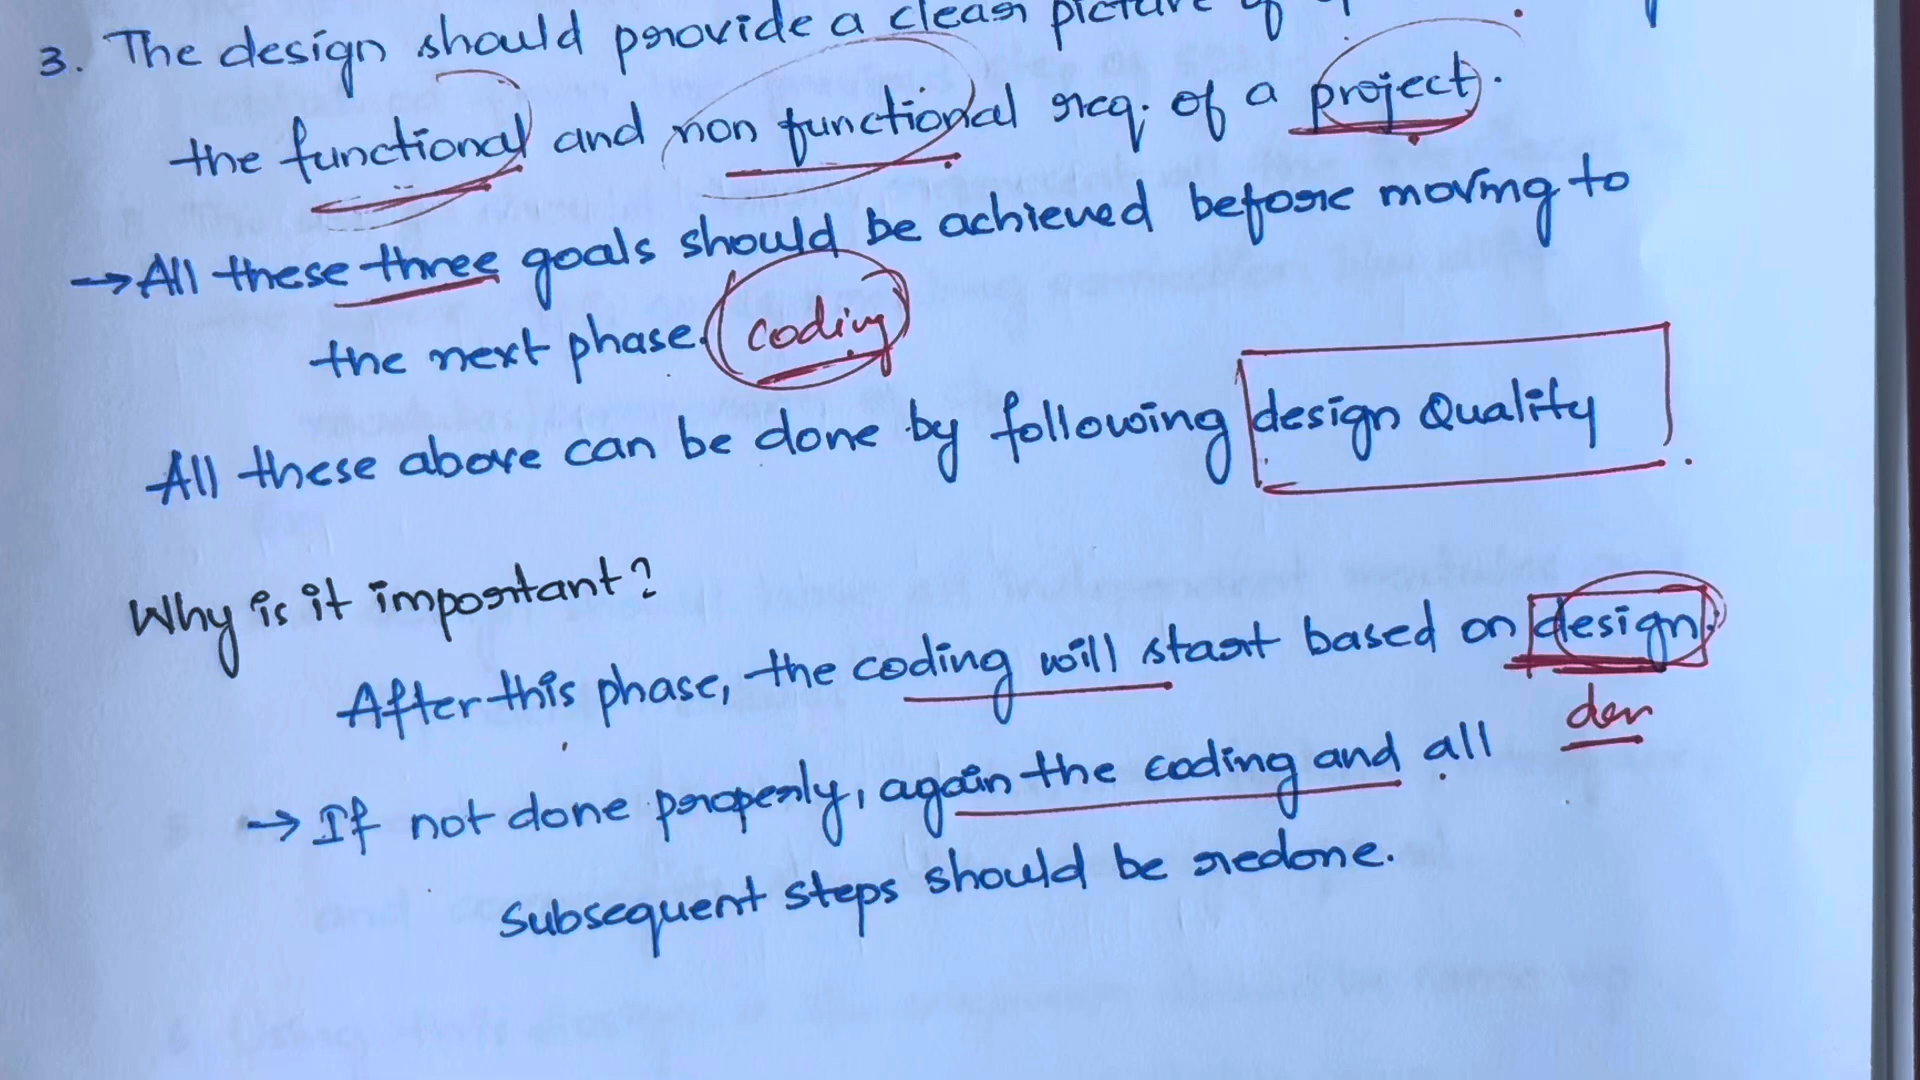 3. The design should provide a clear picture of
the functional and non functional req. of a project.
→ All these three goals should be achieved before moving to
the next phase. coding
All these above can be done by following design Quality
Why is it important?
After this phase, the coding will start based on design.
→ If not done properly, again the coding and all
subsequent steps should be redone.